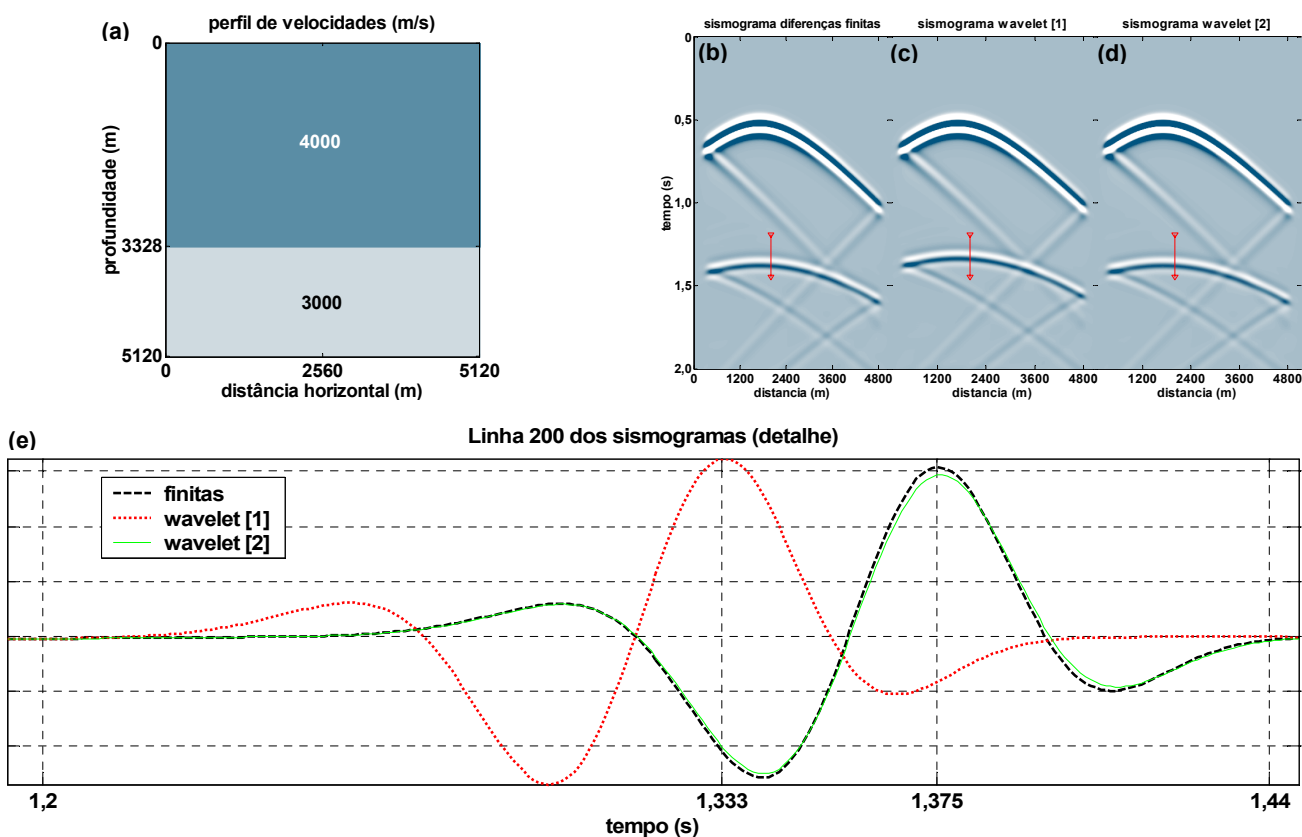 (a)
perfil de velocidades (m/s)
0
4000
profundidade (m)
3328
3000
5120
0
2560
5120
distância horizontal (m)
sismograma diferenças finitas
sismograma wavelet [1]
sismograma wavelet [2]
(b)
(c)
(d)
0
0,5
1,0
1,5
2,0
tempo (s)
0
1200
2400
3600
4800
1200
2400
3600
4800
1200
2400
3600
4800
distancia (m)
distancia (m)
distancia (m)
(e)
Linha 200 dos sismogramas (detalhe)
finitas
wavelet [1]
wavelet [2]
1,2
1,333
1,375
1,44
tempo (s)